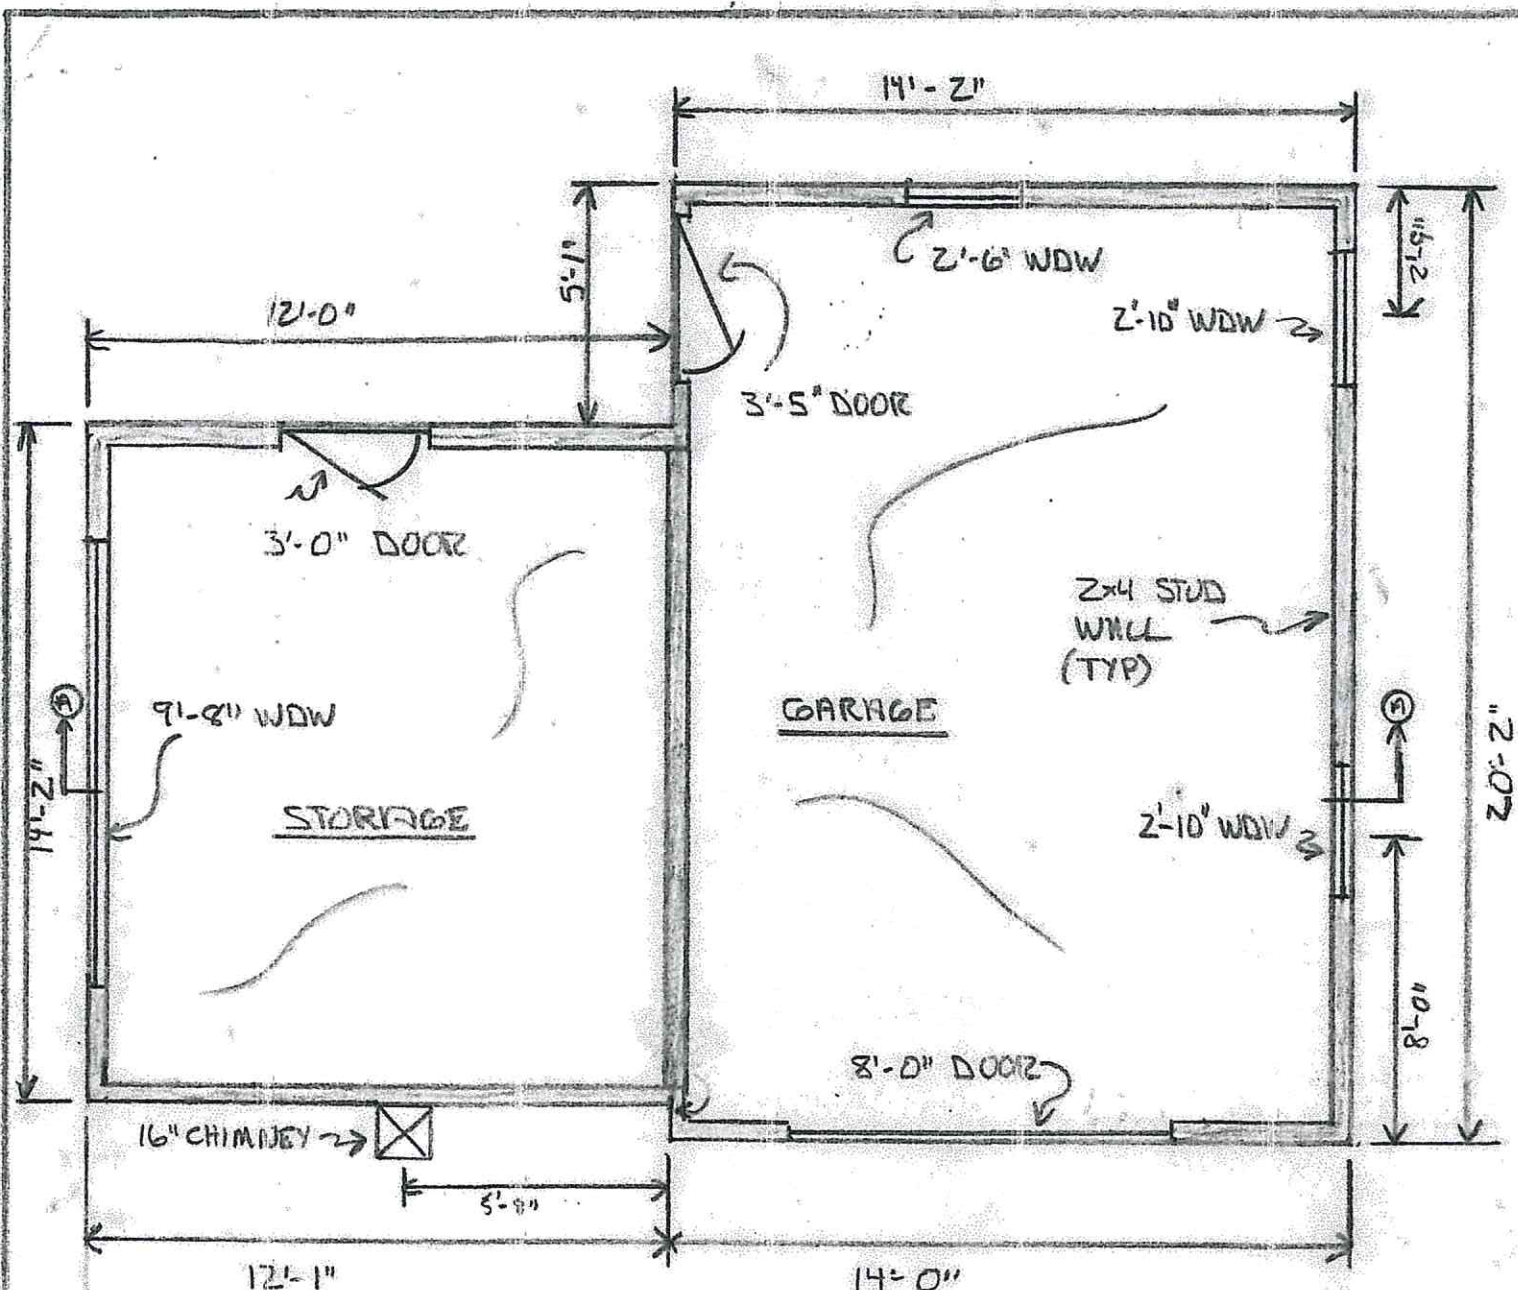 14'-2"
5'-1"
12'-0"
2'-6" WDW
2'-9"
2'-10" WDW
3'-5" DOOR
3'-0" DOOR
2x4 STUD
WALL
(TYP)
9'-8" WDW
GARAGE
14'-2"
20'-2"
STORAGE
2'-10" WDW
8'-0"
8'-0" DOOR
16" CHIMNEY
5'-8"
12'-1"
14'-0"